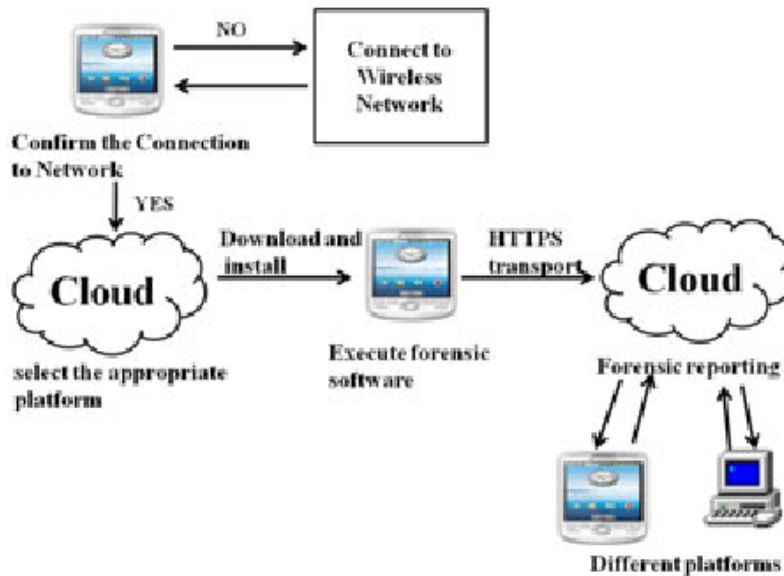 NO
Connect to
Wireless
Network
Confirm the Connection
to Network
YES
Cloud
select the appropriate
platform
Download and
install
Execute forensic
software
HTTPS
transport
Cloud
Forensic reporting
Different platforms